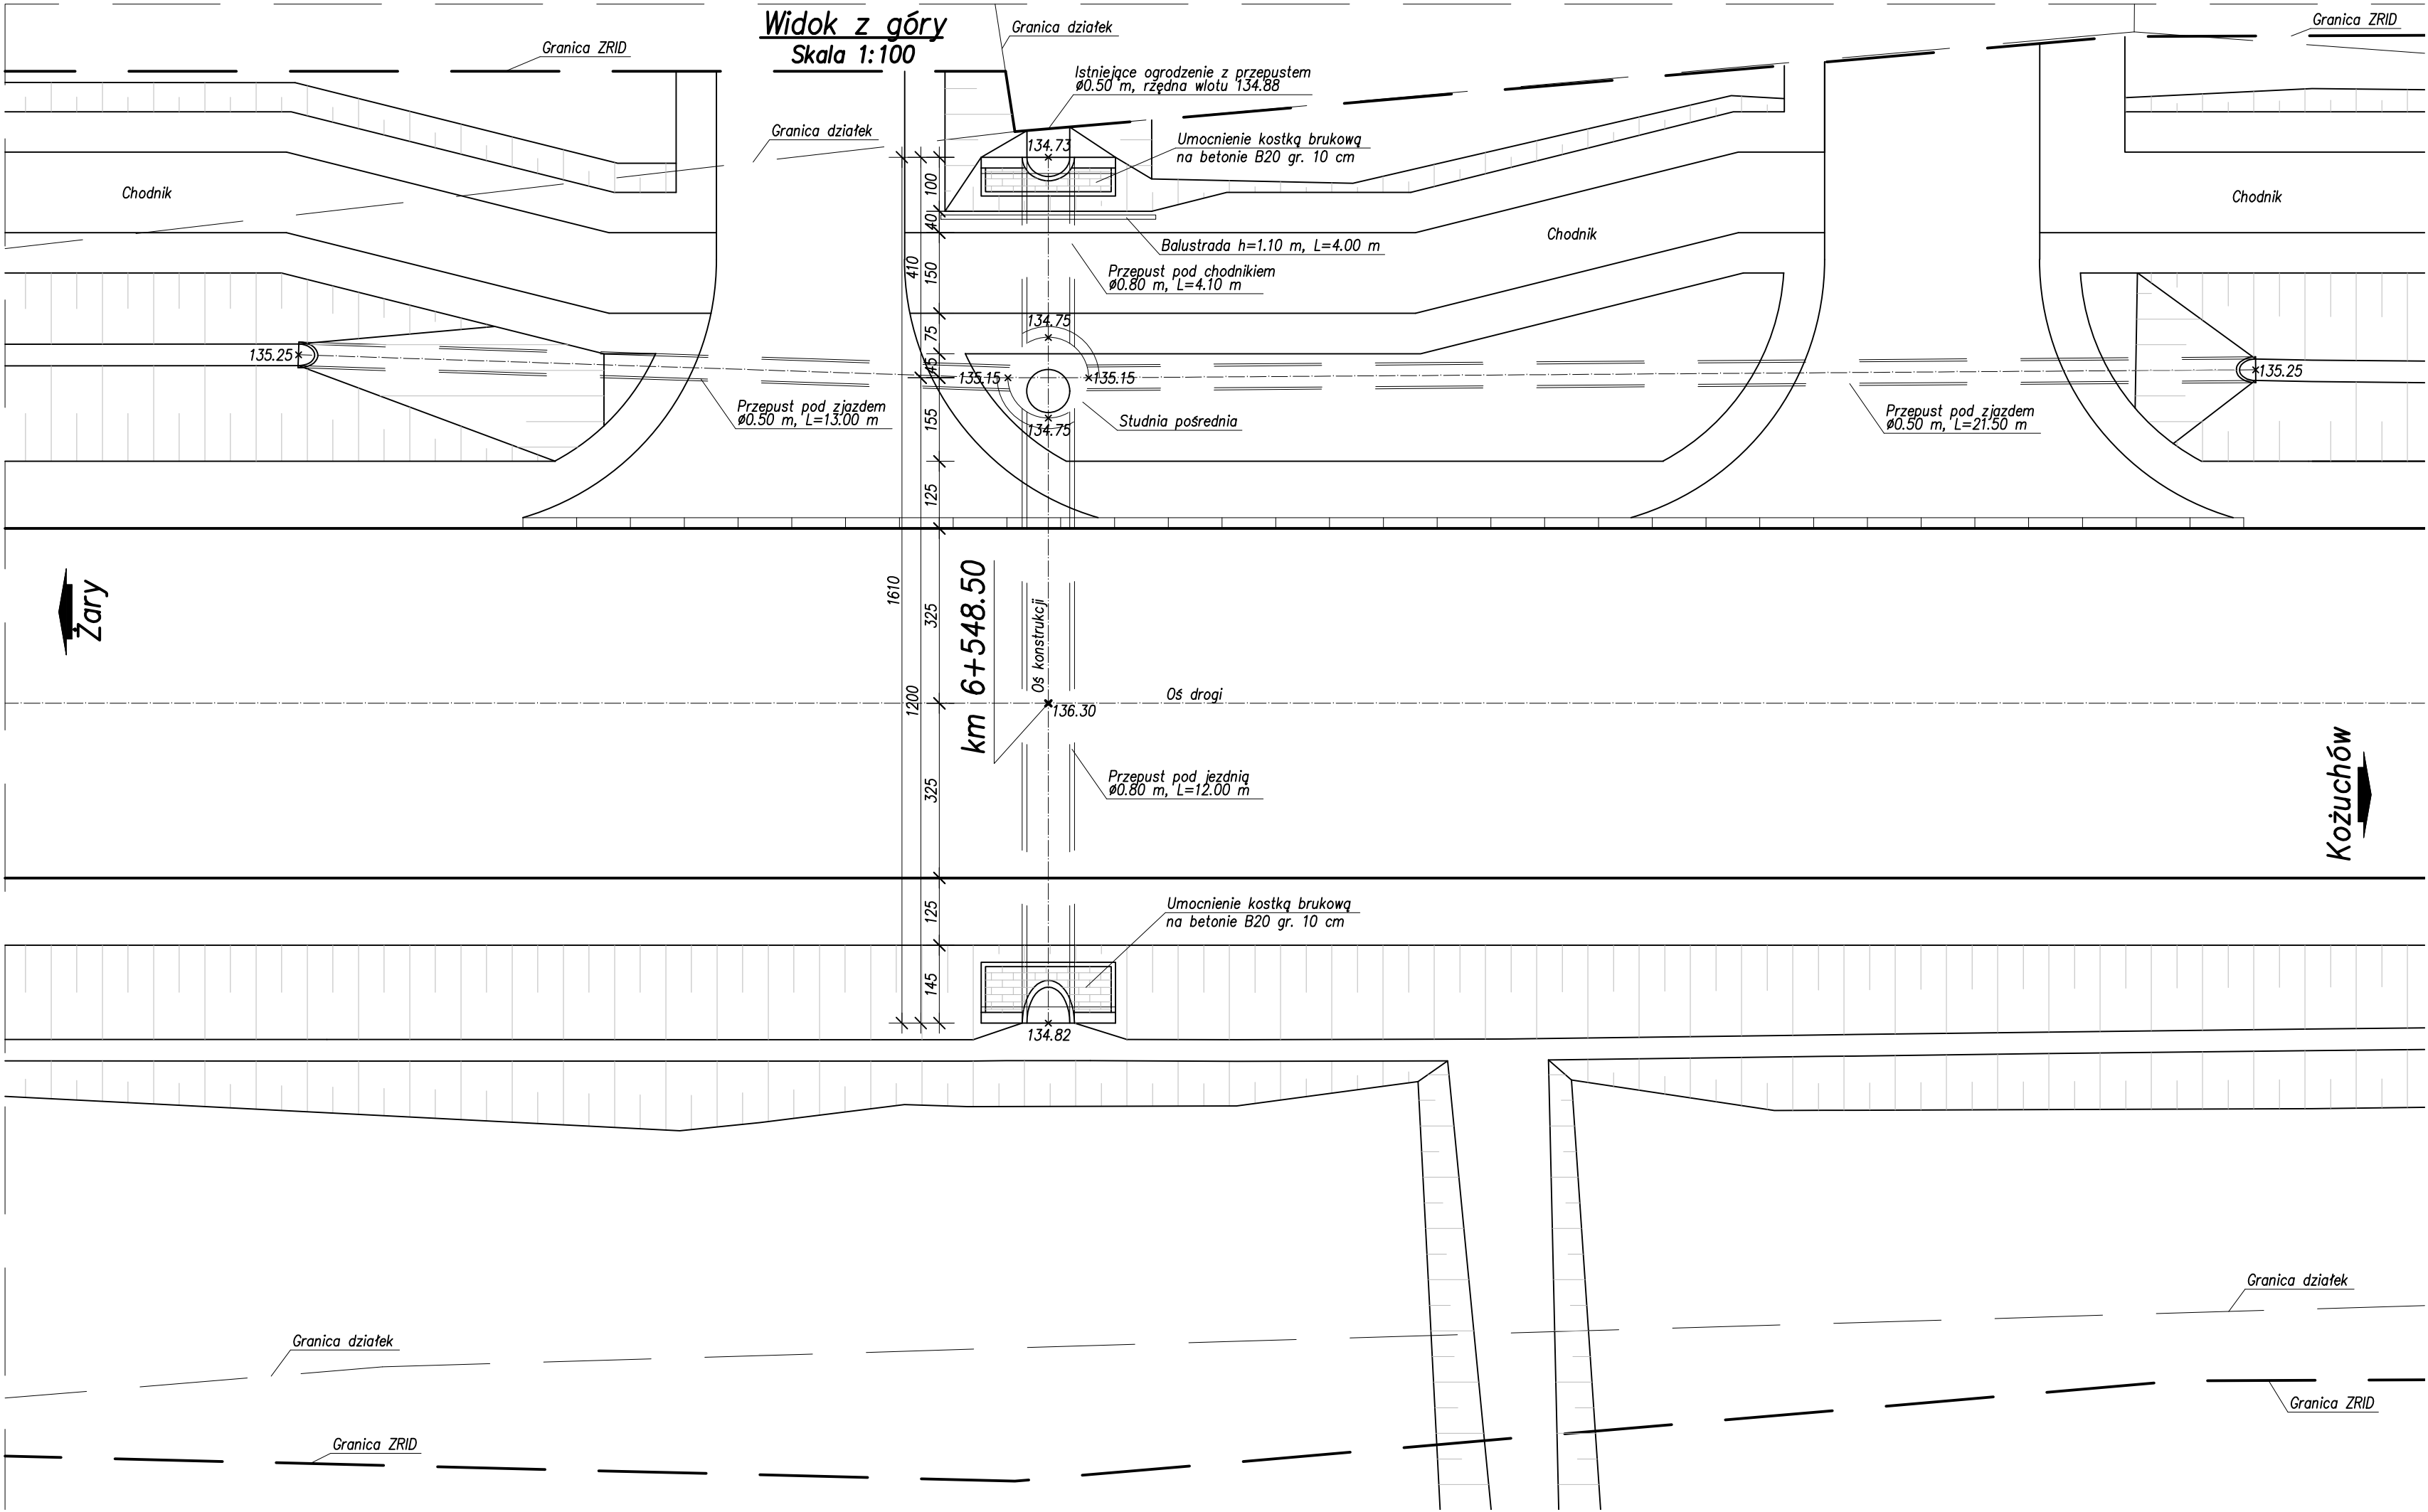 Widok z góry
Skala 1:100
Granica działek
Granica ZRID
Granica ZRID
Istniejące ogrodzenie z przepustem
ø0.50 m, rzędna wlotu 134.88
Granica działek
Umocnienie kostką brukową
na betonie B20 gr. 10 cm
134.73
Chodnik
Chodnik
Chodnik
Balustrada h=1.10 m, L=4.00 m
Przepust pod chodnikiem
ø0.80 m, L=4.10 m
100
40
150
410
75
45
134.75
135.25
135.15
135.15
135.25
134.75
Przepust pod zjazdem
ø0.50 m, L=13.00 m
Studnia pośrednia
Przepust pod zjazdem
ø0.50 m, L=21.50 m
155
125
1610
325
1200
Żary
km 6+548.50
Oś konstrukcji
Oś drogi
136.30
325
Przepust pod jezdnią
ø0.80 m, L=12.00 m
Kożuchów
125
Umocnienie kostką brukową
na betonie B20 gr. 10 cm
145
134.82
Granica działek
Granica działek
Granica ZRID
Granica ZRID